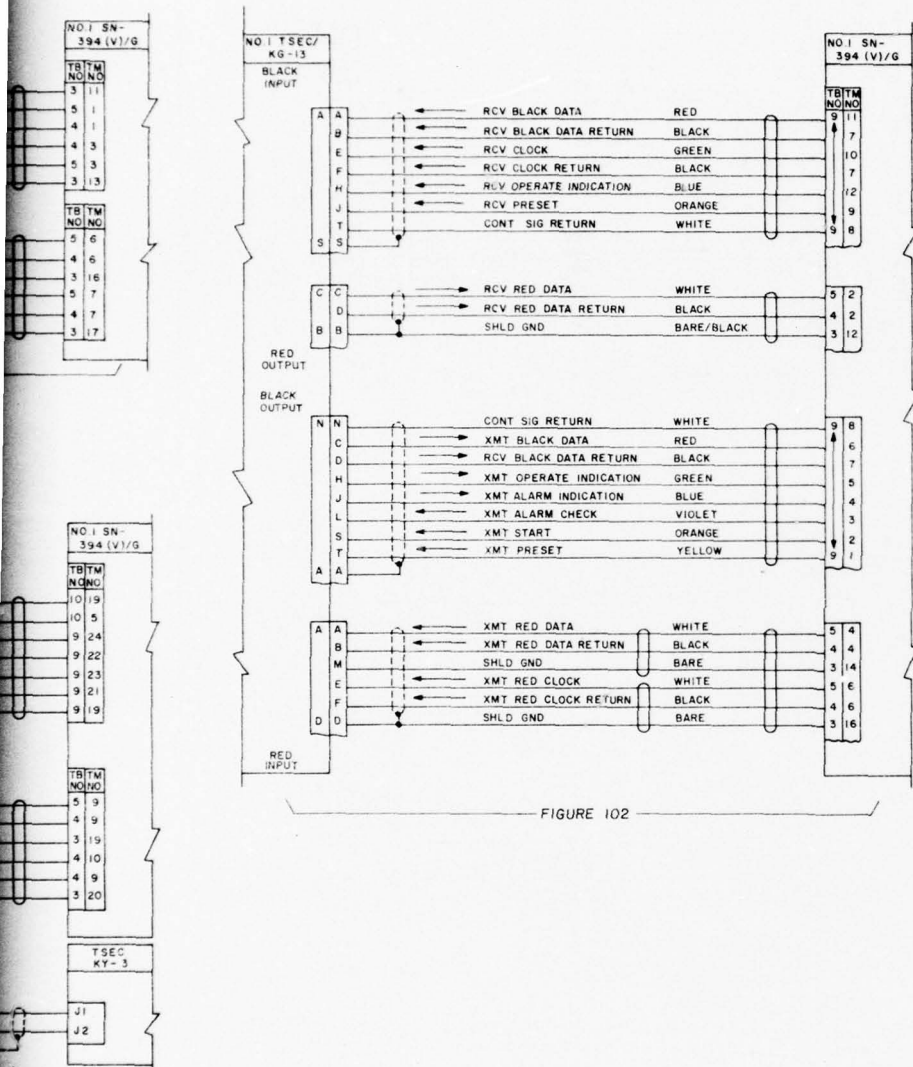 NO.1 SN-
394 (V)/G
TB TM
NO NO
3 11
5 1
4 1
4 3
5 3
3 13
TB TM
NO NO
5 6
4 6
3 16
5 7
4 7
3 17
NO.1 SN-
394 (V)/G
TB TM
NO NO
10 19
10 5
9 24
9 22
9 23
9 21
9 19
TB TM
NO NO
5 9
4 9
3 19
4 10
4 9
3 20
TSEC
KY-3
J1
J2
NO.1 TSEC/
KG-13
BLACK
INPUT
NO.1 SN-
394 (V)/G
TB TM
NO NO
A A RCV BLACK DATA RED 9 11
B RCV BLACK DATA RETURN BLACK 7
E RCV CLOCK GREEN 10
F RCV CLOCK RETURN BLACK 7
H RCV OPERATE INDICATION BLUE 12
J RCV PRESET ORANGE 9
T CONT SIG RETURN WHITE 9 8
S S
C C RCV RED DATA WHITE 5 2
D RCV RED DATA RETURN BLACK 4 2
B B SHLD GND BARE/BLACK 3 12
RED
OUTPUT
BLACK
OUTPUT
N N CONT SIG RETURN WHITE 9 8
C XMT BLACK DATA RED 6
D RCV BLACK DATA RETURN BLACK 7
H XMT OPERATE INDICATION GREEN 5
J XMT ALARM INDICATION BLUE 4
L XMT ALARM CHECK VIOLET 3
S XMT START ORANGE 2
T XMT PRESET YELLOW 9 1
A A
A A XMT RED DATA WHITE 5 4
B XMT RED DATA RETURN BLACK 4 4
M SHLD GND BARE 3 14
E XMT RED CLOCK WHITE 5 6
F XMT RED CLOCK RETURN BLACK 4 6
D D SHLD GND BARE 3 16
RED
INPUT
FIGURE 102